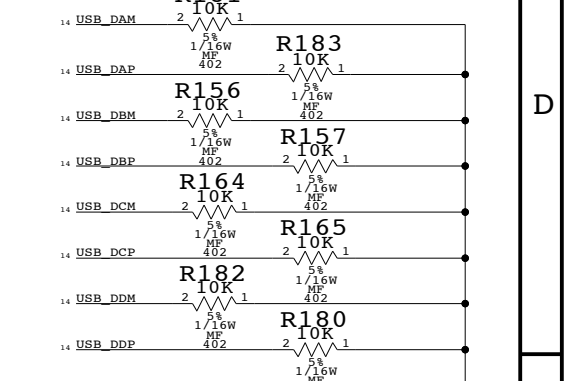 14 USB_DAM 2 10K 1
5%
1/16W
MF
402
R183
14 USB_DAP 2 10K 1
5%
1/16W
MF
402
R156
14 USB_DBM 2 10K 1
5%
1/16W
MF
402
R157
14 USB_DBP 2 10K 1
5%
1/16W
MF
402
R164
14 USB_DCM 2 10K 1
5%
1/16W
MF
402
R165
14 USB_DCP 2 10K 1
5%
1/16W
MF
402
R182
14 USB_DDM 2 10K 1
5%
1/16W
MF
402
R180
14 USB_DDP 2 10K 1
5%
1/16W
MF
D